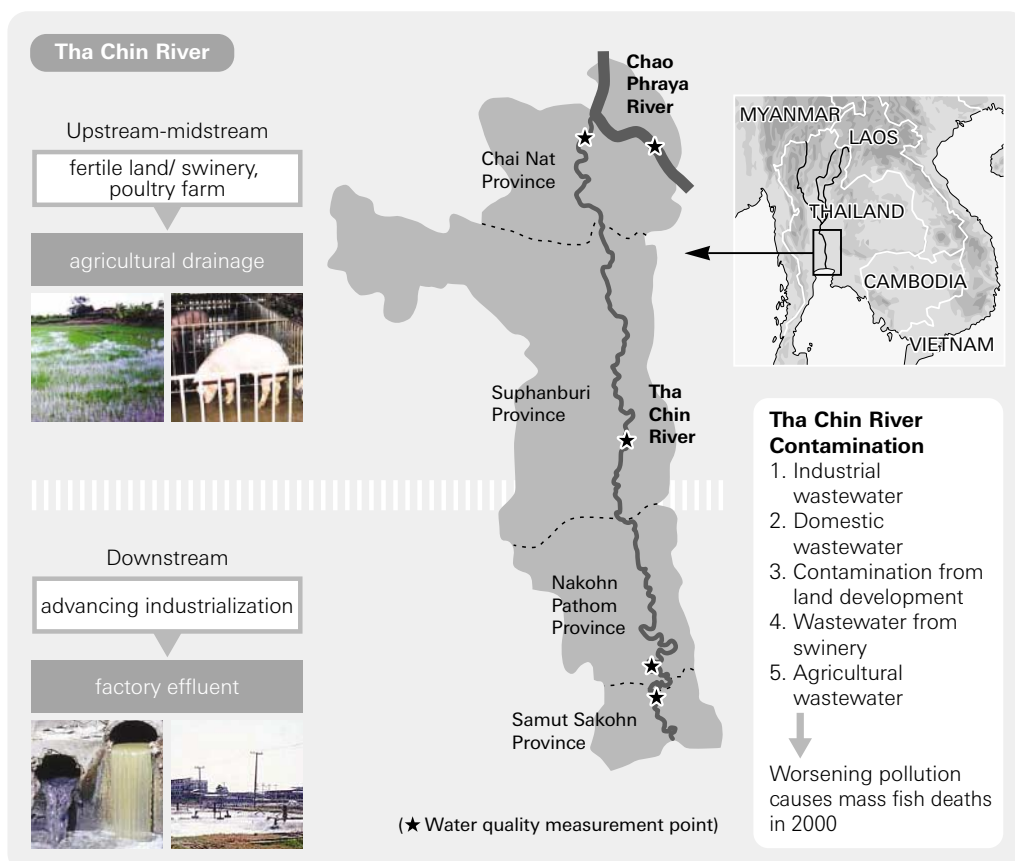 Tha Chin River
Upstream-midstream
fertile land/ swinery,
poultry farm
agricultural drainage
Downstream
advancing industrialization
factory effluent
Chao
Phraya
River
Chai Nat
Province
Suphanburi
Province
Tha
Chin
River
Nakohn
Pathom
Province
Samut Sakohn
Province
(★ Water quality measurement point)
MYANMAR
LAOS
THAILAND
CAMBODIA
VIETNAM
Tha Chin River
Contamination
1. Industrial
wastewater
2. Domestic
wastewater
3. Contamination from
land development
4. Wastewater from
swinery
5. Agricultural
wastewater
Worsening pollution
causes mass fish deaths
in 2000